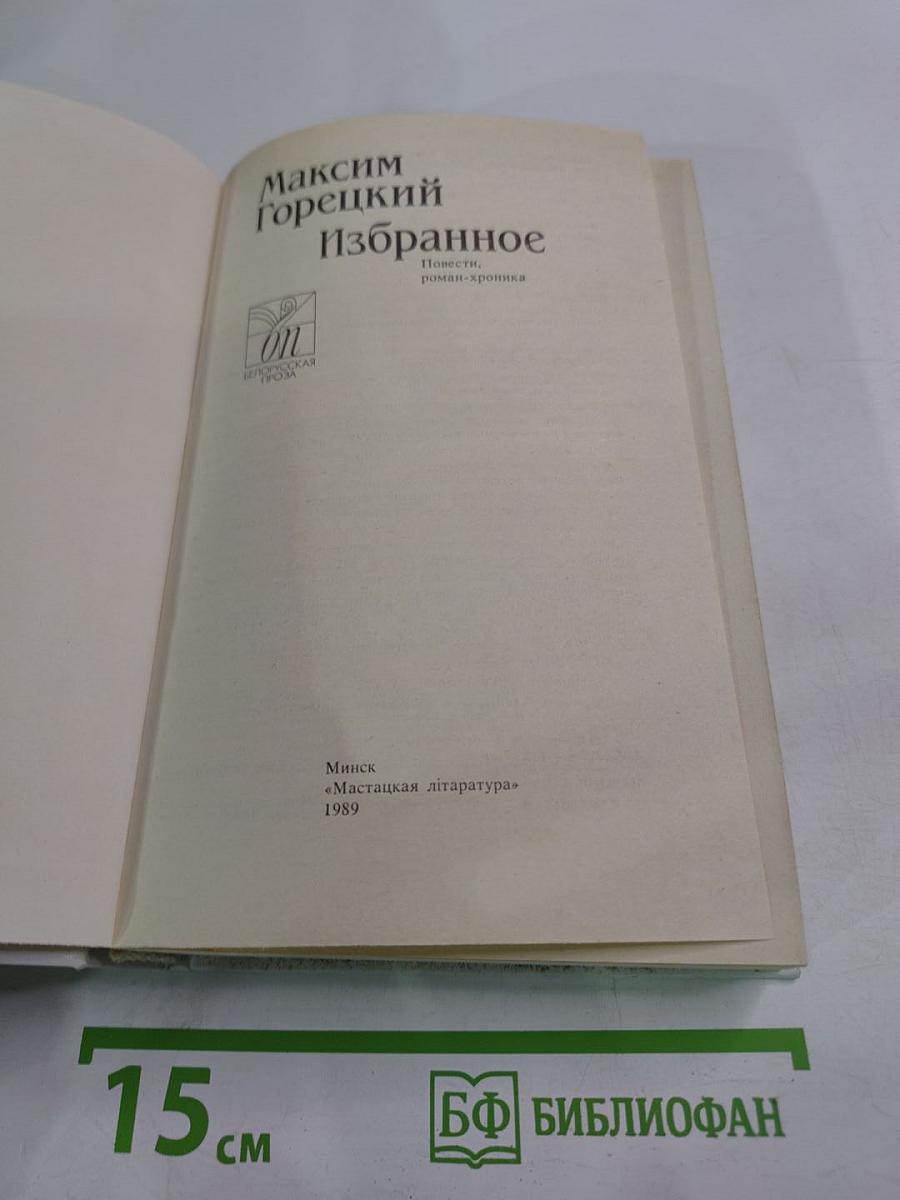 Максим
Горецкий
Избранное
Повести,
роман-хроника
бп
БЕЛОРУССКАЯ
ПРОЗА
Минск
«Мастацкая літаратура»
1989
15 см
БФ БИБЛИОФАН